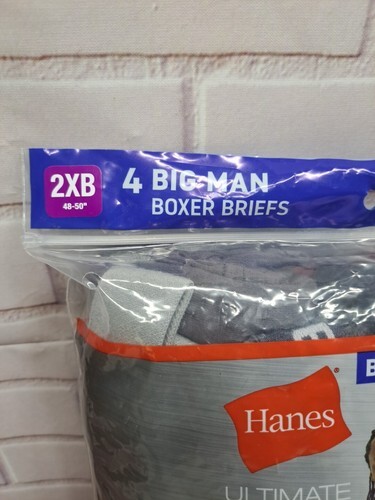 2XB
48-50"
4 BIG MAN
BOXER BRIEFS
B
Hanes®
ULTIMATE